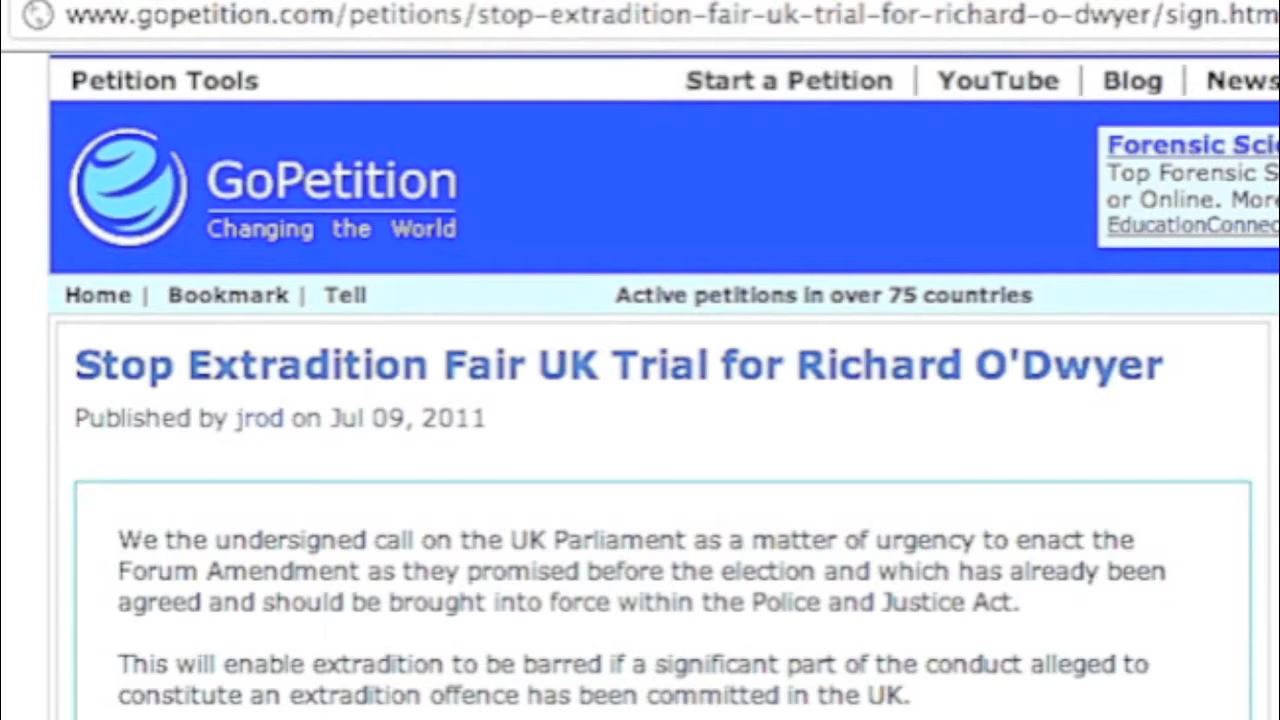 www.gopetition.com/petitions/stop-extradition-fair-uk-trial-for-richard-o-dwyer/sign.htm
Petition Tools
Start a Petition | YouTube | Blog | News
GoPetition
Changing the World
Forensic Scie
Top Forensic S
or Online. More
EducationConnec
Home | Bookmark | Tell
Active petitions in over 75 countries
Stop Extradition Fair UK Trial for Richard O'Dwyer
Published by jrod on Jul 09, 2011
We the undersigned call on the UK Parliament as a matter of urgency to enact the
Forum Amendment as they promised before the election and which has already been
agreed and should be brought into force within the Police and Justice Act.
This will enable extradition to be barred if a significant part of the conduct alleged to
constitute an extradition offence has been committed in the UK.